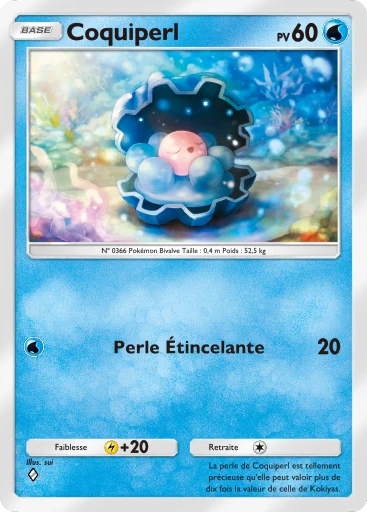 BASE Coquiperl PV 60
N° 0366 Pokémon Bivalve Taille : 0,4 m Poids : 52,5 kg
Perle Étincelante 20
Faiblesse +20 Retraite
Illus. sui
La perle de Coquiperl est tellement
précieuse qu'elle peut valoir plus de
dix fois la valeur de celle de Kokiyas.